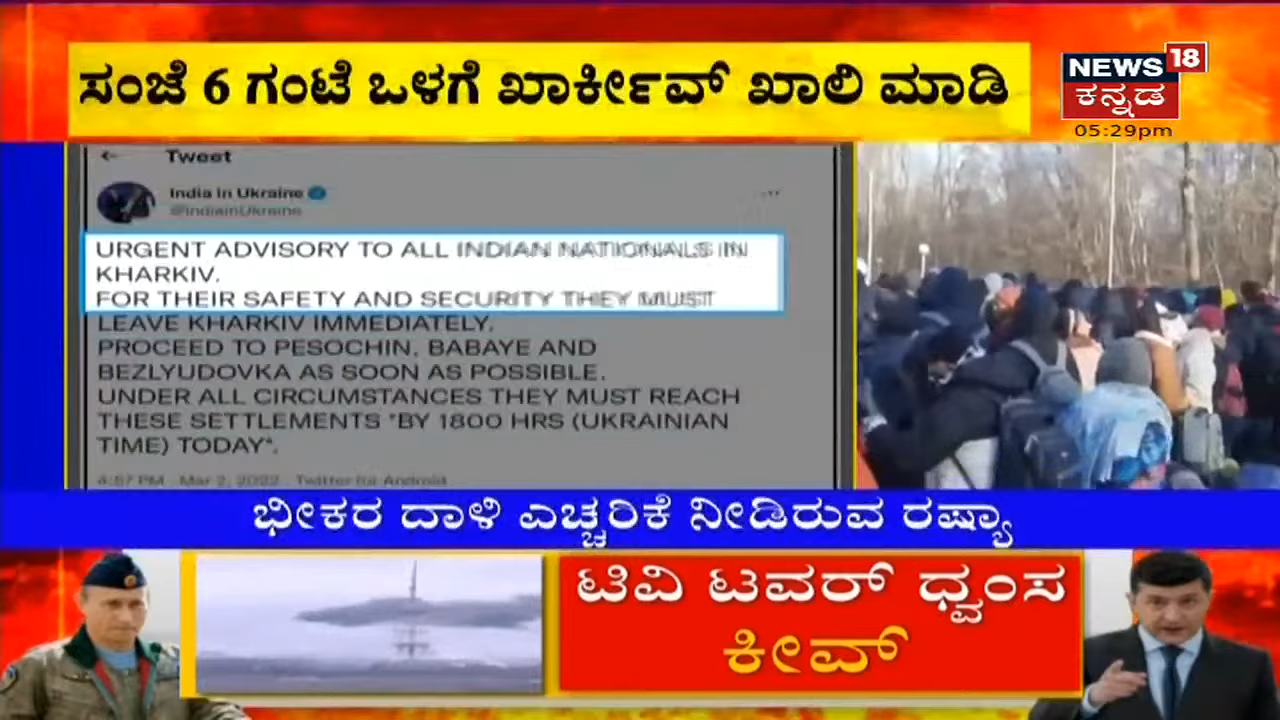 ಸಂಜೆ 6 ಗಂಟೆ ಒಳಗೆ ಖಾರ್ಕೀವ್ ಖಾಲಿ ಮಾಡಿ
NEWS 18
ಕನ್ನಡ
05:29pm
Tweet
India in Ukraine
@IndiainUkraine
URGENT ADVISORY TO ALL INDIAN NATIONALS IN
KHARKIV.
FOR THEIR SAFETY AND SECURITY THEY MUST
LEAVE KHARKIV IMMEDIATELY.
PROCEED TO PESOCHIN, BABAYE AND
BEZLYUDOVKA AS SOON AS POSSIBLE.
UNDER ALL CIRCUMSTANCES THEY MUST REACH
THESE SETTLEMENTS *BY 1800 HRS (UKRAINIAN
TIME) TODAY*.
4:57 PM · Mar 2, 2022 · Twitter for Android
ಭೀಕರ ದಾಳಿ ಎಚ್ಚರಿಕೆ ನೀಡಿರುವ ರಷ್ಯಾ
ಟಿವಿ ಟವರ್ ಧ್ವಂಸ
ಕೀವ್